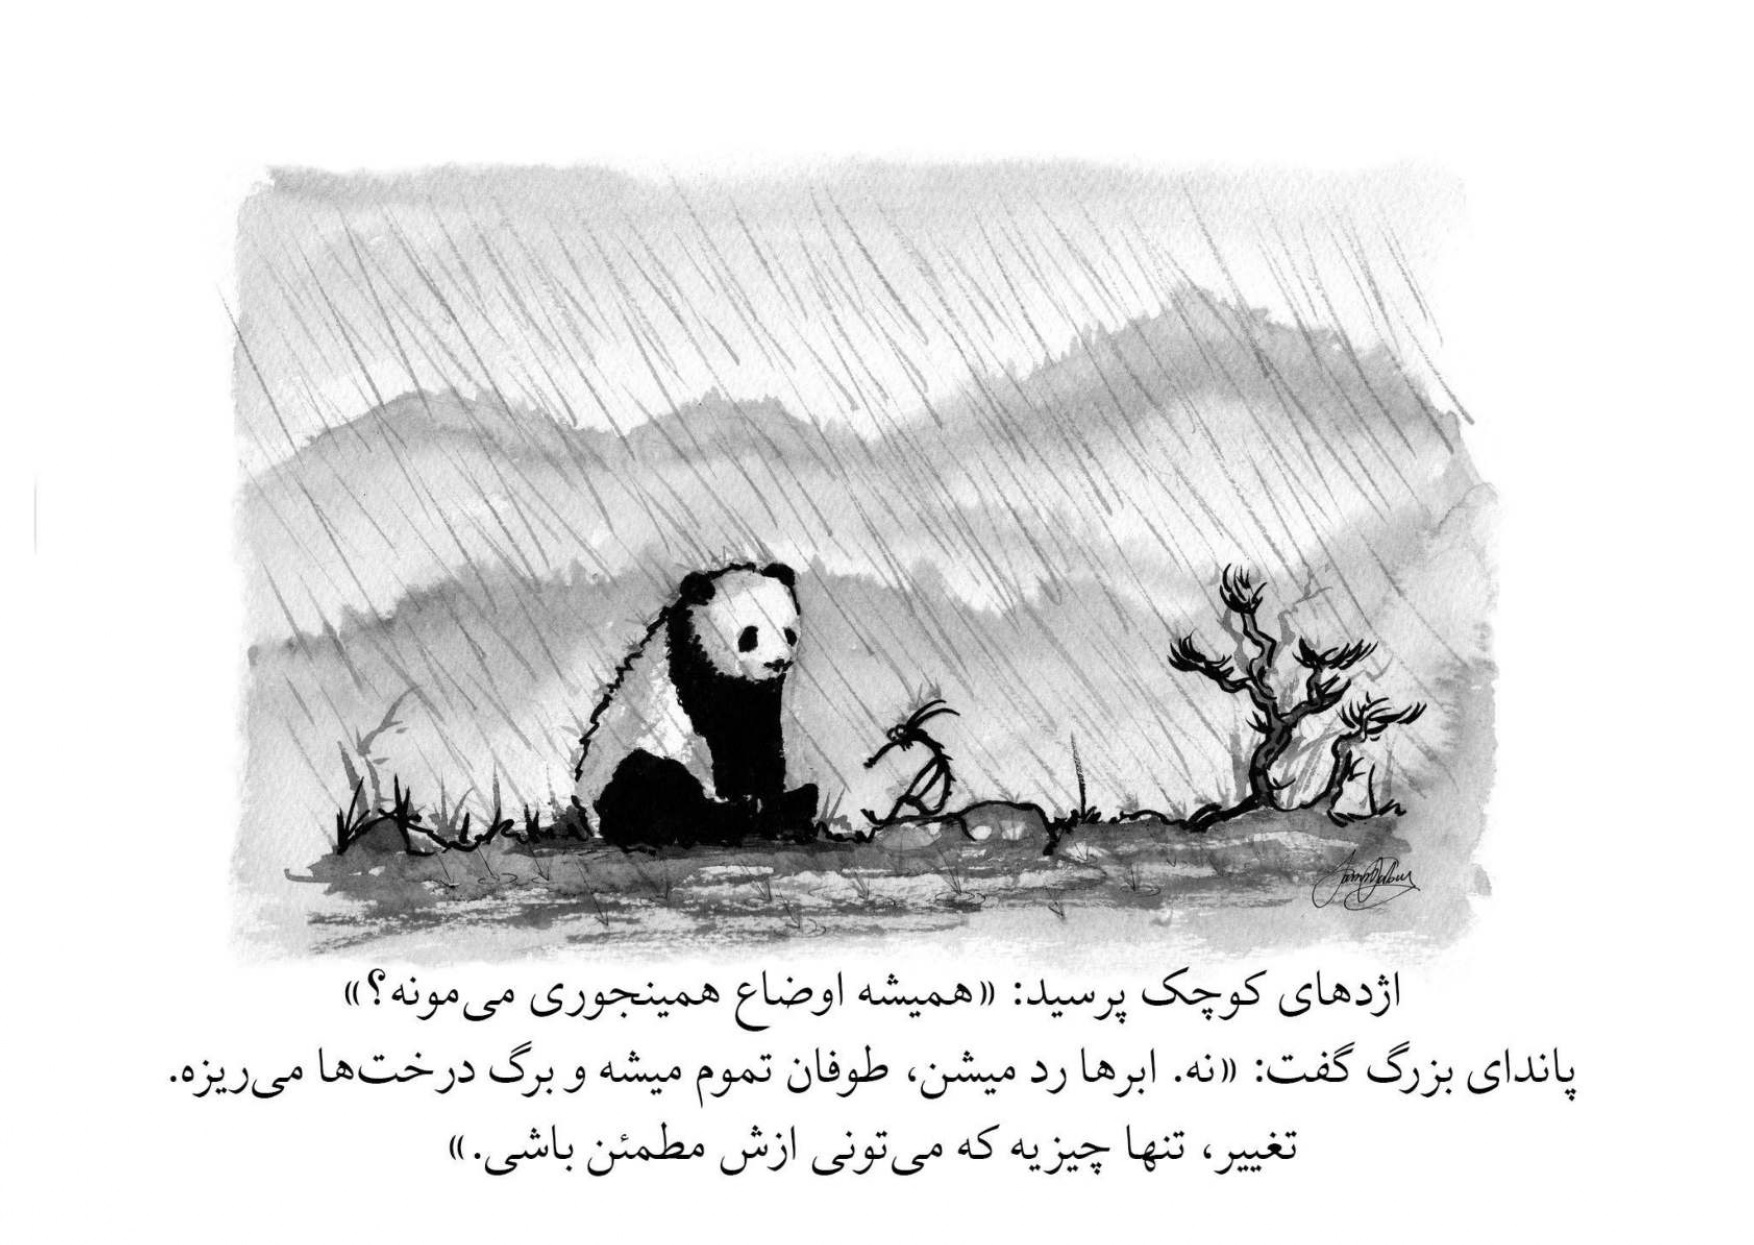 اژدهای کوچک پرسید: «همیشه اوضاع همینجوری می‌مونه؟»
پاندای بزرگ گفت: «نه. ابرها رد میشن، طوفان تموم میشه و برگ درخت‌ها می‌ریزه.
تغییر، تنها چیزیه که می‌تونی ازش مطمئن باشی.»